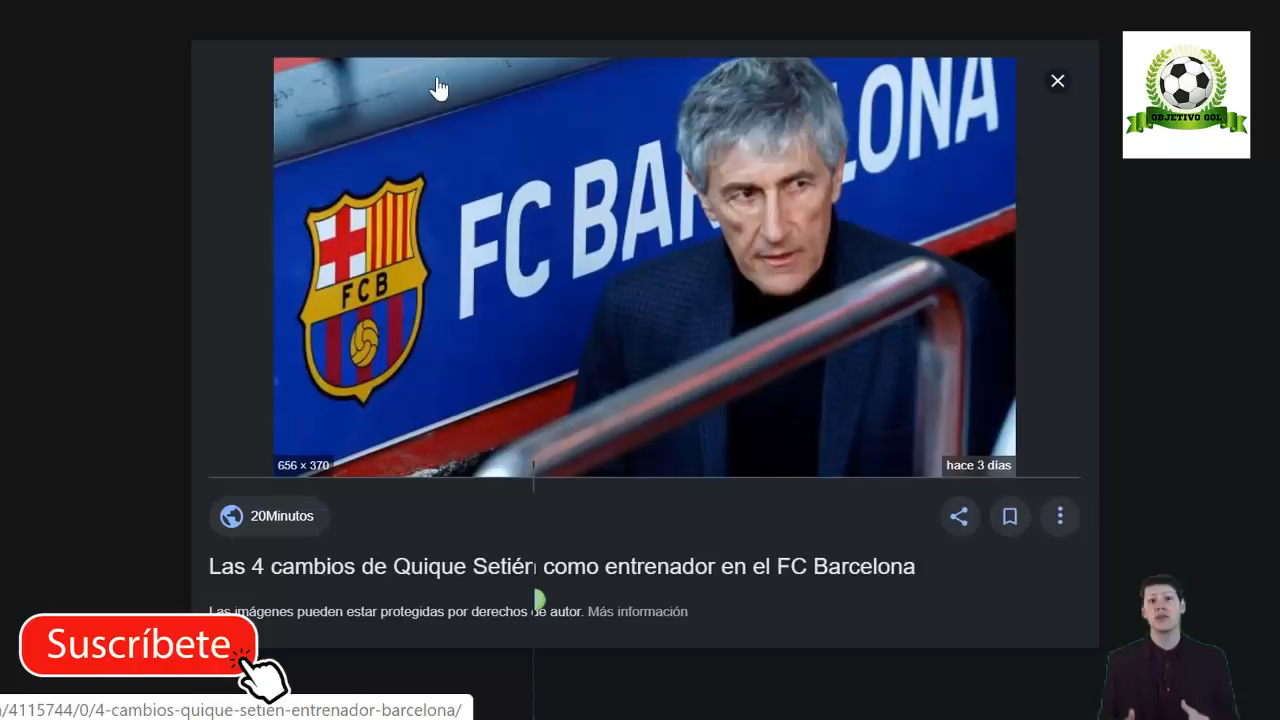 OBJETIVO GOL
FC BARCELONA
FCB
656 × 370
hace 3 días
20Minutos
Las 4 cambios de Quique Setién como entrenador en el FC Barcelona
Las imágenes pueden estar protegidas por derechos de autor. Más información
Suscríbete
/4115744/0/4-cambios-quique-setien-entrenador-barcelona/